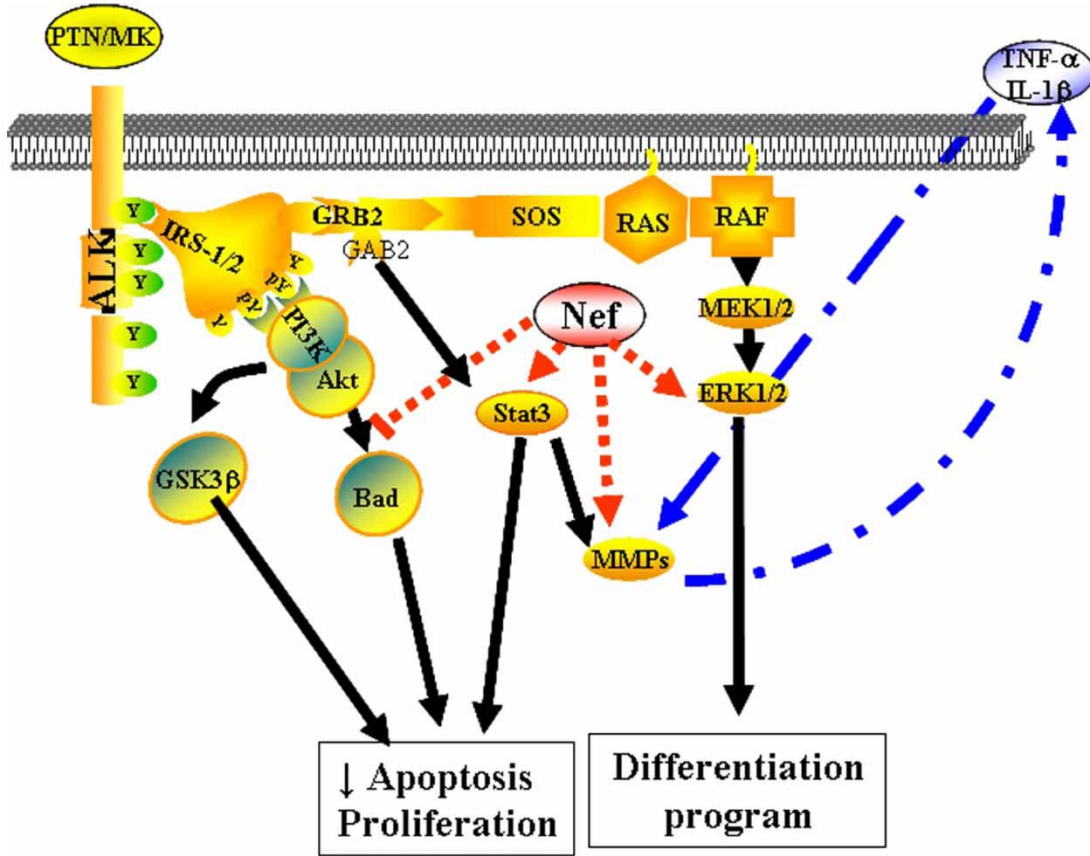 PTN/MK
TNF-α
IL-1β
ALK
Y
Y
Y
Y
Y
IRS-1/2
GRB2
GAB2
SOS
RAS
RAF
Y
pY
pY
Y
PI3K
Akt
Nef
MEK1/2
ERK1/2
Stat3
GSK3β
Bad
MMPs
↓ Apoptosis
Proliferation
Differentiation
program